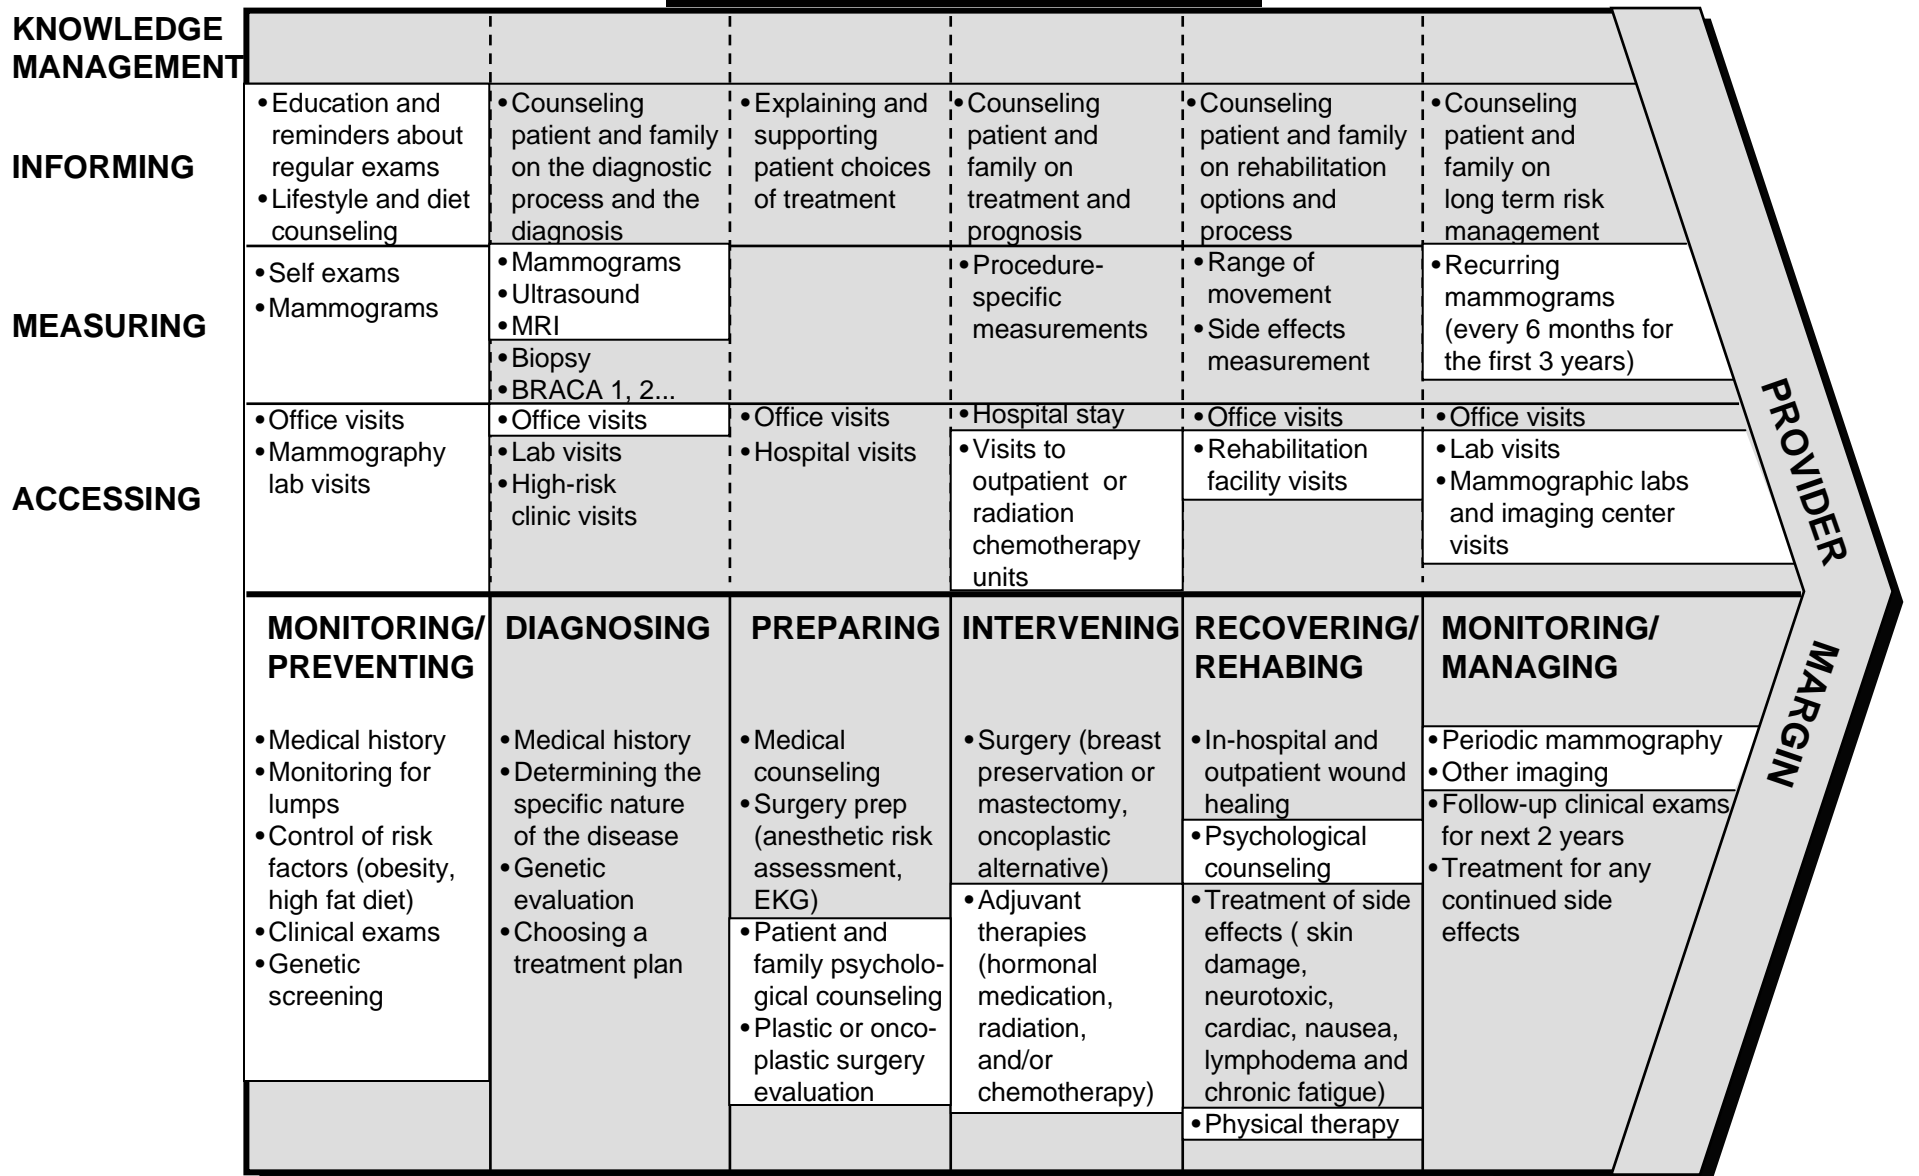 KNOWLEDGE
MANAGEMENT
INFORMING
• Education and
reminders about
regular exams
• Lifestyle and diet
counseling
• Counseling
patient and family
on the diagnostic
process and the
diagnosis
• Explaining and
supporting
patient choices
of treatment
• Counseling
patient and
family on
treatment and
prognosis
• Counseling
patient and family
on rehabilitation
options and
process
• Counseling
patient and
family on
long term risk
management
MEASURING
• Self exams
• Mammograms
• Mammograms
• Ultrasound
• MRI
• Biopsy
• BRACA 1, 2...
• Procedure-
specific
measurements
• Range of
movement
• Side effects
measurement
• Recurring
mammograms
(every 6 months for
the first 3 years)
ACCESSING
• Office visits
• Mammography
lab visits
• Office visits
• Lab visits
• High-risk
clinic visits
• Office visits
• Hospital visits
• Hospital stay
• Visits to
outpatient or
radiation
chemotherapy
units
• Office visits
• Rehabilitation
facility visits
• Office visits
• Lab visits
• Mammographic labs
and imaging center
visits
MONITORING/
PREVENTING
• Medical history
• Monitoring for
lumps
• Control of risk
factors (obesity,
high fat diet)
• Clinical exams
• Genetic
screening
DIAGNOSING
• Medical history
• Determining the
specific nature
of the disease
• Genetic
evaluation
• Choosing a
treatment plan
PREPARING
• Medical
counseling
• Surgery prep
(anesthetic risk
assessment,
EKG)
• Patient and
family psycholo-
gical counseling
• Plastic or onco-
plastic surgery
evaluation
INTERVENING
• Surgery (breast
preservation or
mastectomy,
oncoplastic
alternative)
• Adjuvant
therapies
(hormonal
medication,
radiation,
and/or
chemotherapy)
RECOVERING/
REHABING
• In-hospital and
outpatient wound
healing
• Psychological
counseling
• Treatment of side
effects ( skin
damage,
neurotoxic,
cardiac, nausea,
lymphodema and
chronic fatigue)
• Physical therapy
MONITORING/
MANAGING
• Periodic mammography
• Other imaging
• Follow-up clinical exams
for next 2 years
• Treatment for any
continued side
effects
PROVIDER
MARGIN